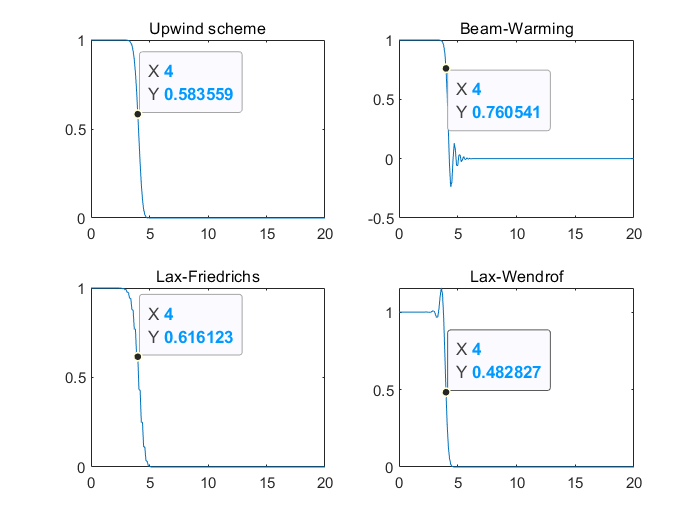 Upwind scheme
1
0.5
0
0 5 10 15 20
X 4
Y 0.583559
Beam-Warming
1
0.5
0
-0.5
0 5 10 15 20
X 4
Y 0.760541
Lax-Friedrichs
1
0.5
0
0 5 10 15 20
X 4
Y 0.616123
Lax-Wendrof
1
0.5
0
0 5 10 15 20
X 4
Y 0.482827